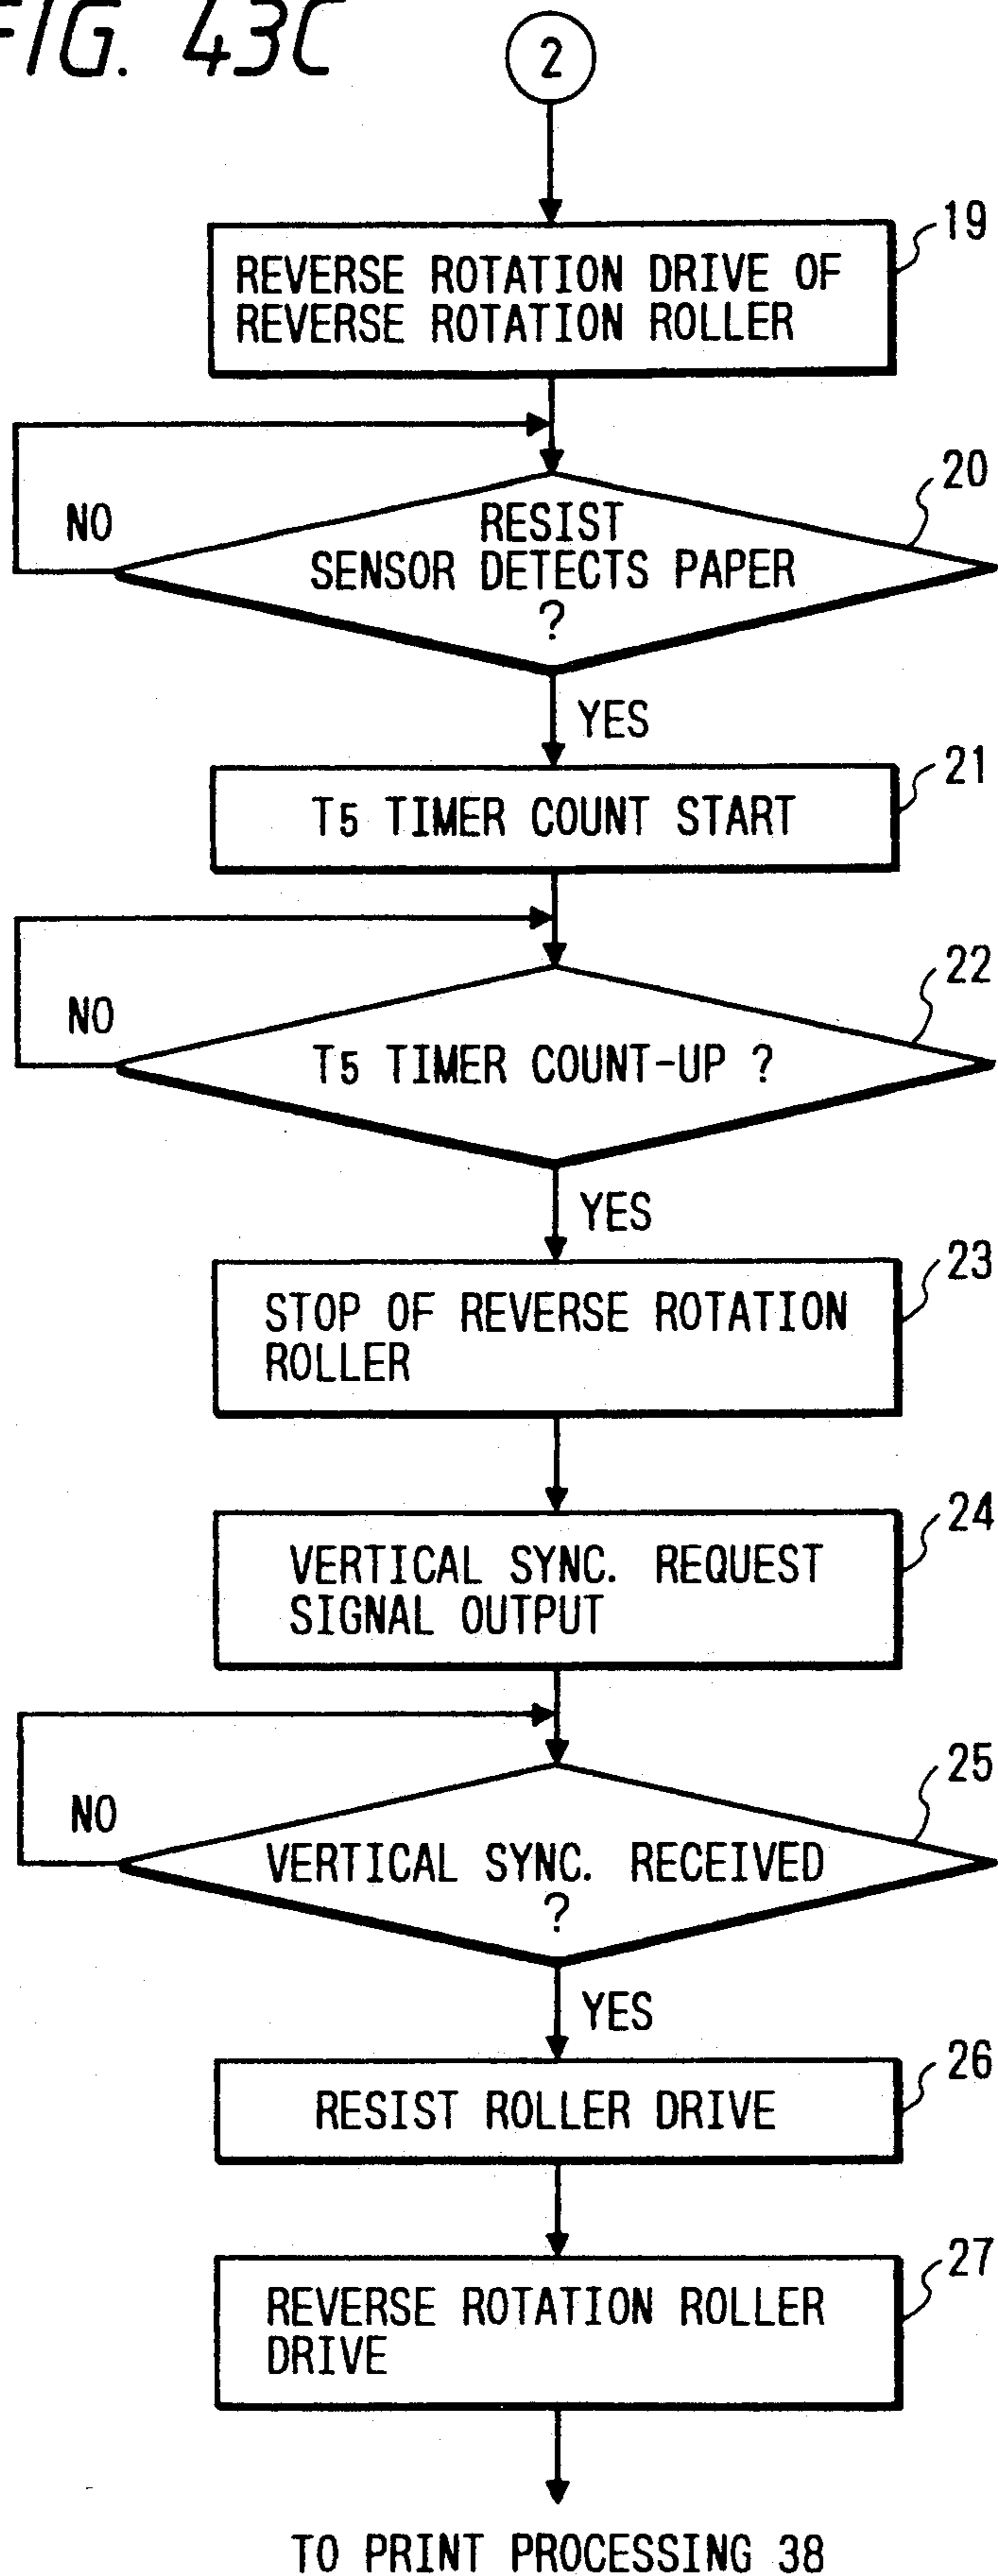 FIG. 43C
2
19
REVERSE ROTATION DRIVE OF
REVERSE ROTATION ROLLER
20
NO
RESIST
SENSOR DETECTS PAPER
?
YES
21
T5 TIMER COUNT START
22
NO
T5 TIMER COUNT-UP ?
YES
23
STOP OF REVERSE ROTATION
ROLLER
24
VERTICAL SYNC. REQUEST
SIGNAL OUTPUT
25
NO
VERTICAL SYNC. RECEIVED
?
YES
26
RESIST ROLLER DRIVE
27
REVERSE ROTATION ROLLER
DRIVE
TO PRINT PROCESSING 38